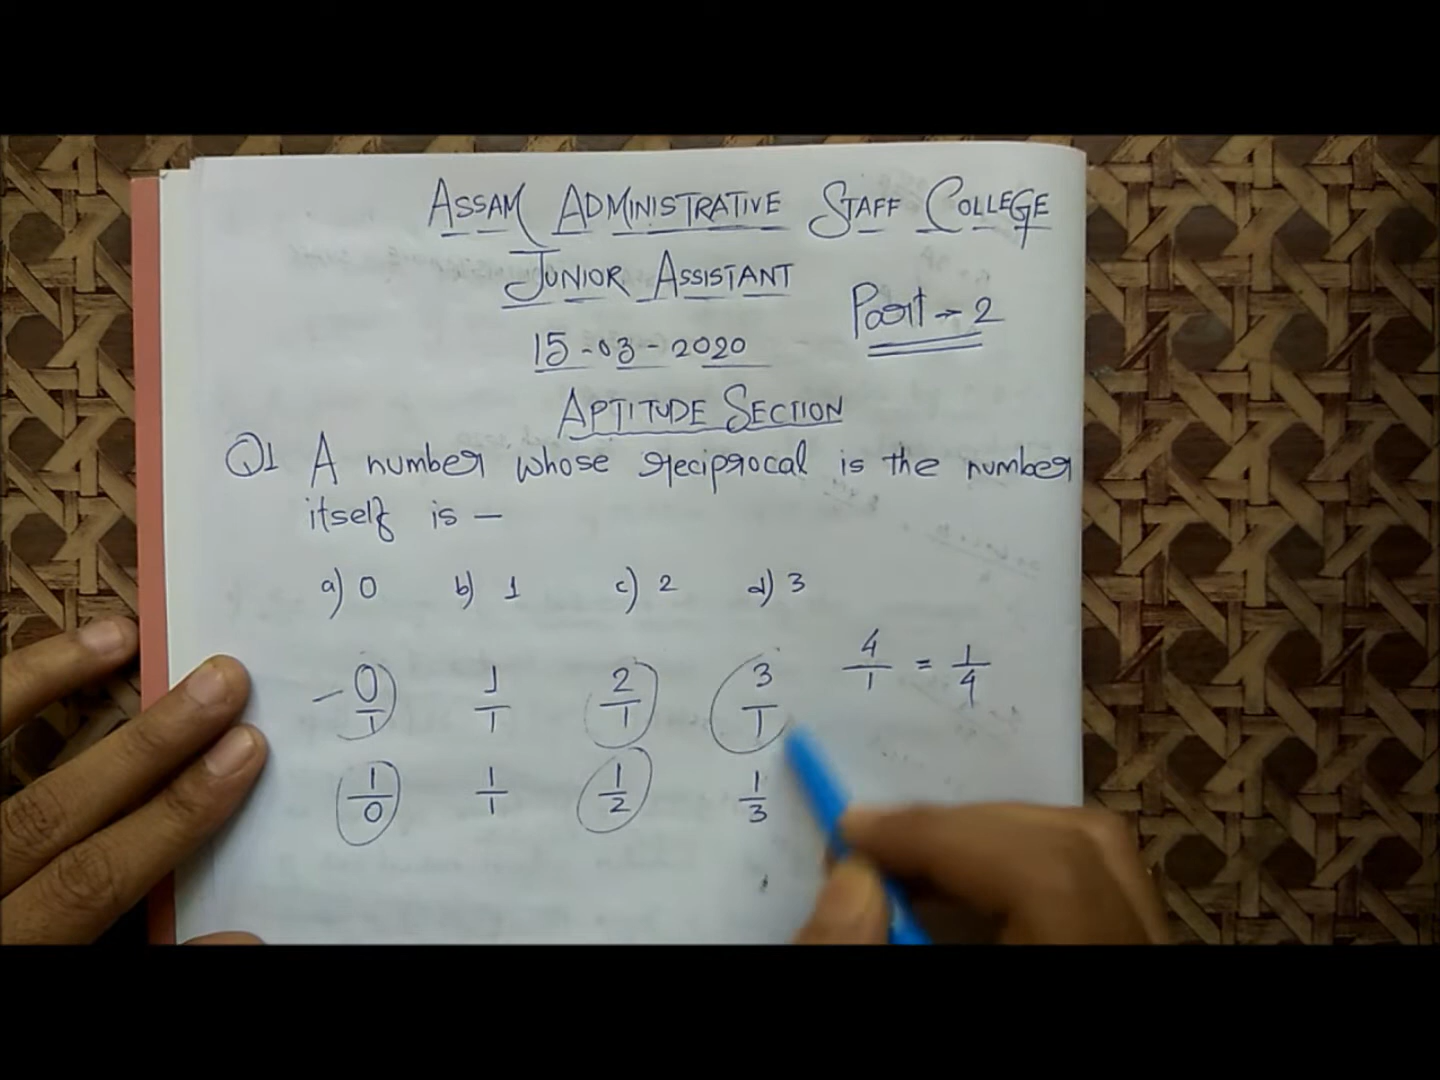 ASSAM ADMINISTRATIVE STAFF COLLEGE
JUNIOR ASSISTANT
Part - 2
15-03-2020
APTITUDE SECTION
Q1 A number whose reciprocal is the number
itself is —
a) 0 b) 1 c) 2 d) 3
4/1 = 1/4
- 0/1 1/1 2/1 3/1
1/0 1/1 1/2 1/3